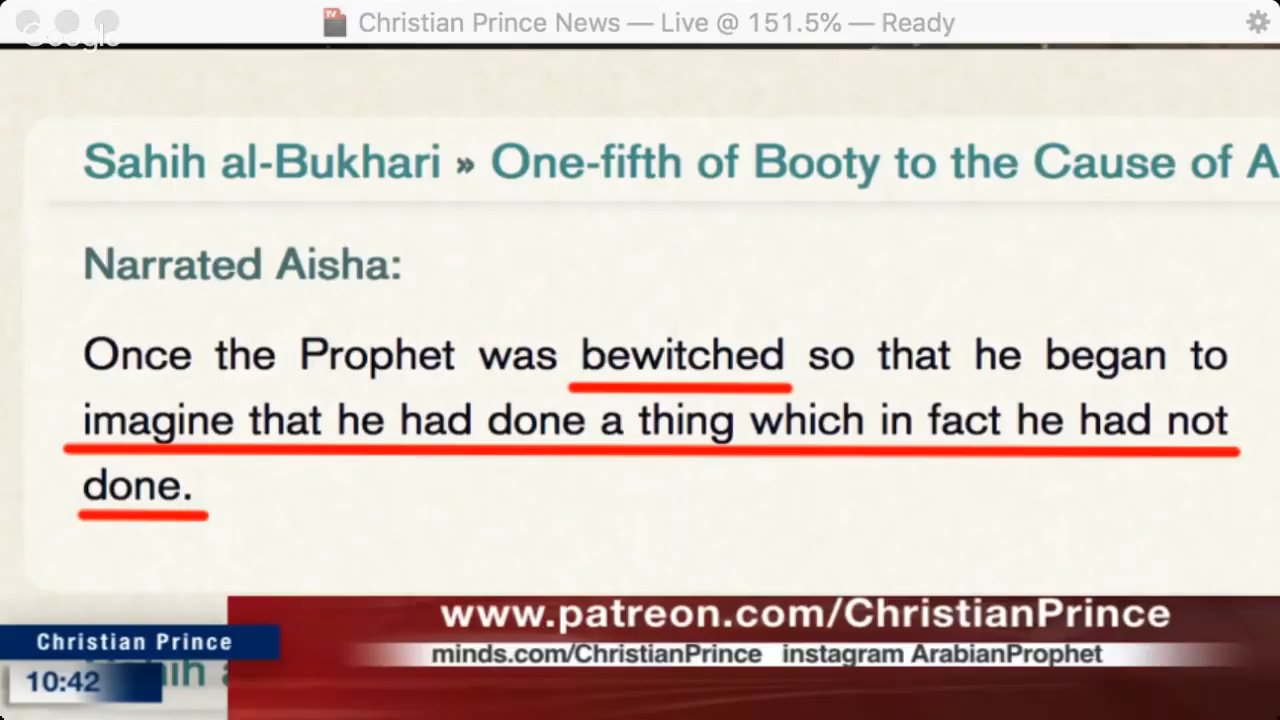 Christian Prince News — Live @ 151.5% — Ready
Google
Sahih al-Bukhari » One-fifth of Booty to the Cause of A
Narrated Aisha:
Once the Prophet was bewitched so that he began to
imagine that he had done a thing which in fact he had not
done.
www.patreon.com/ChristianPrince
Christian Prince
minds.com/ChristianPrince instagram ArabianProphet
10:42